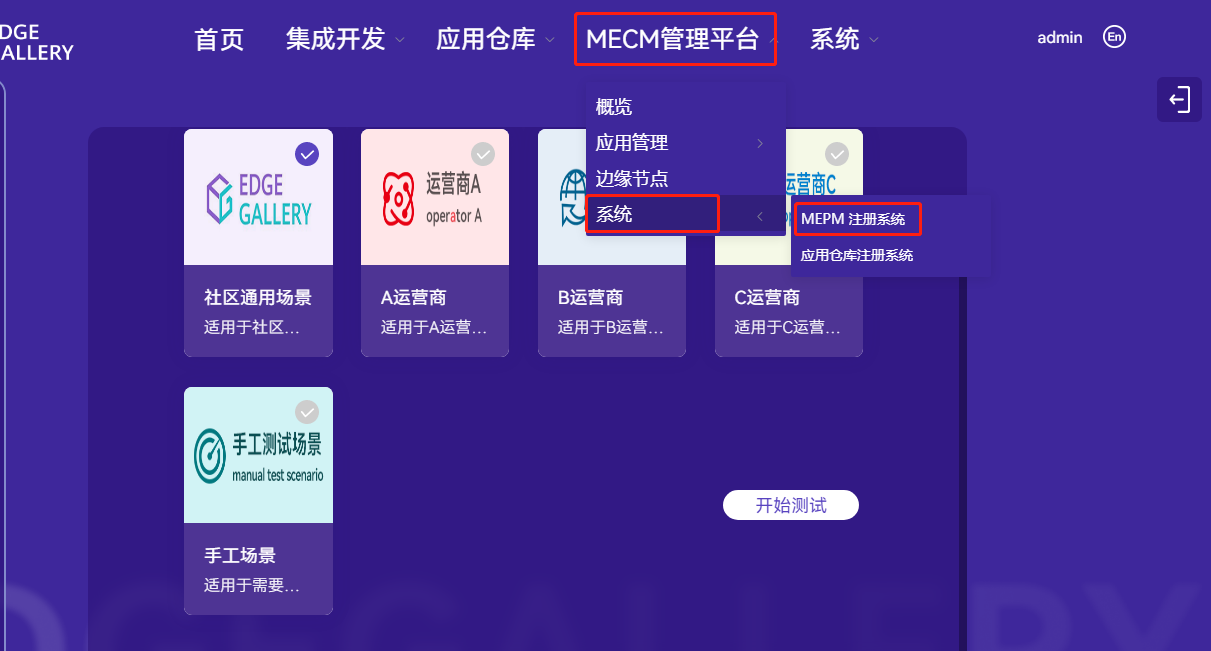 DGE
ALLERY
首页
集成开发
应用仓库
MECM管理平台
系统
admin
En
概览
应用管理
边缘节点
系统
MEPM 注册系统
应用仓库注册系统
EDGE
GALLERY
社区通用场景
适用于社区...
运营商A
operator A
A运营商
适用于A运营...
B运营商
适用于B运营...
运营商C
C运营商
适用于C运营...
手工测试场景
manual test scenario
手工场景
适用于需要...
开始测试
DGEGALLERY